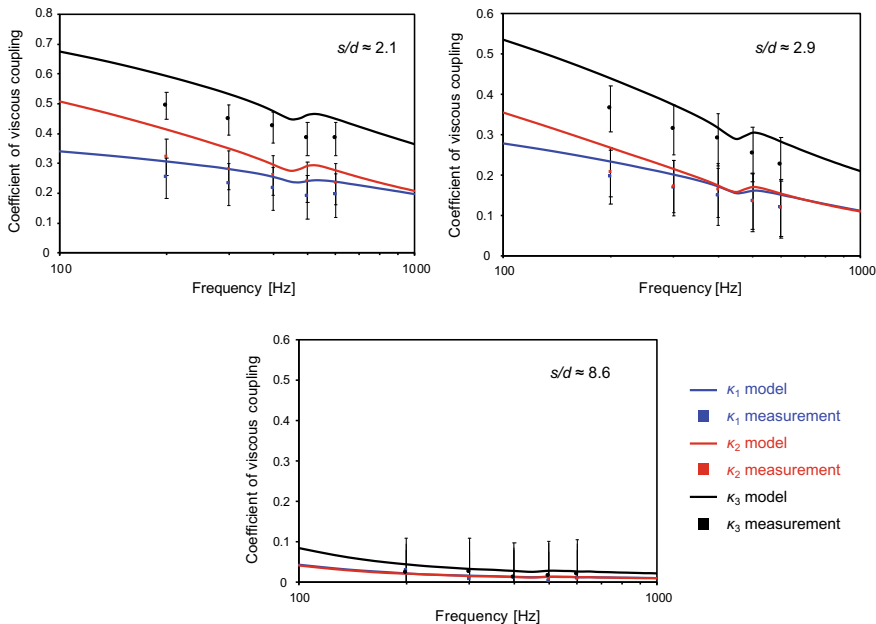 0.8
0.7
0.6
0.5
0.4
0.3
0.2
0.1
0
100
1000
s/d ≈ 2.1
Coefficient of viscous coupling
Frequency [Hz]
0.6
0.5
0.4
0.3
0.2
0.1
0
100
1000
s/d ≈ 2.9
Coefficient of viscous coupling
Frequency [Hz]
0.6
0.5
0.4
0.3
0.2
0.1
0
100
1000
s/d ≈ 8.6
Coefficient of viscous coupling
Frequency [Hz]
κ1 model
κ1 measurement
κ2 model
κ2 measurement
κ3 model
κ3 measurement